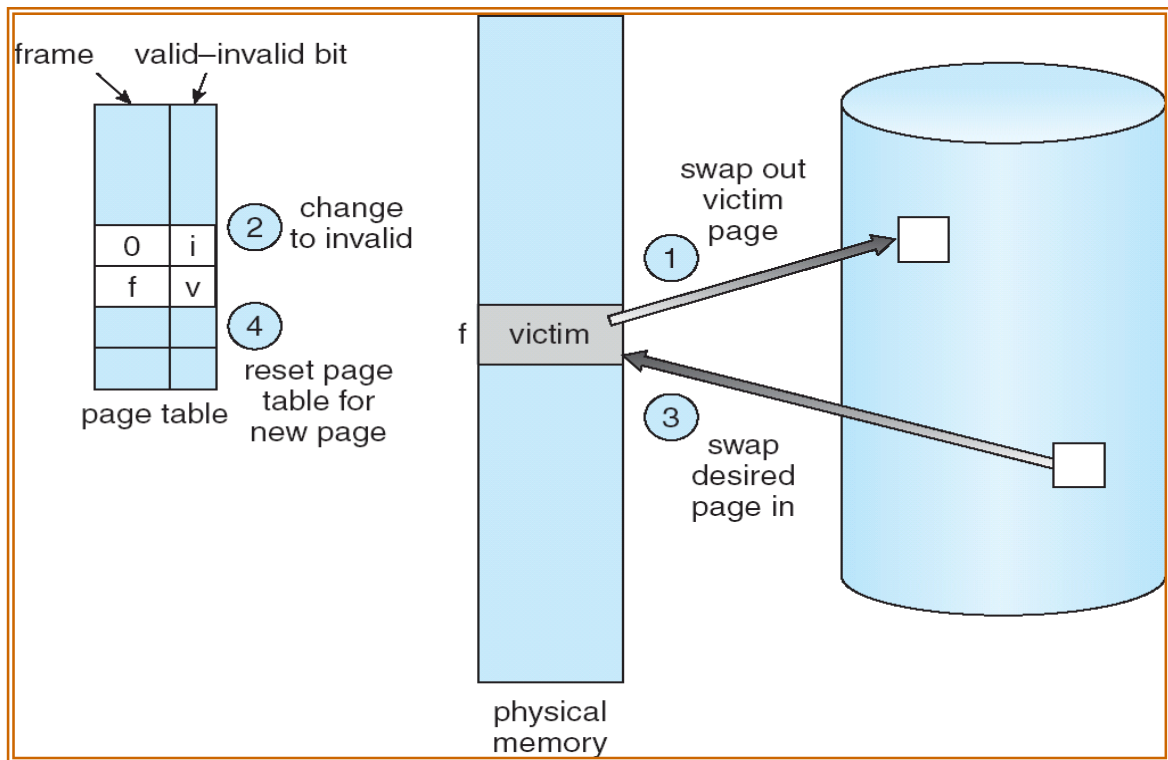 frame
valid–invalid bit
0
i
f
v
page table
2
change
to invalid
4
reset page
table for
new page
f
victim
physical
memory
1
swap out
victim
page
3
swap
desired
page in